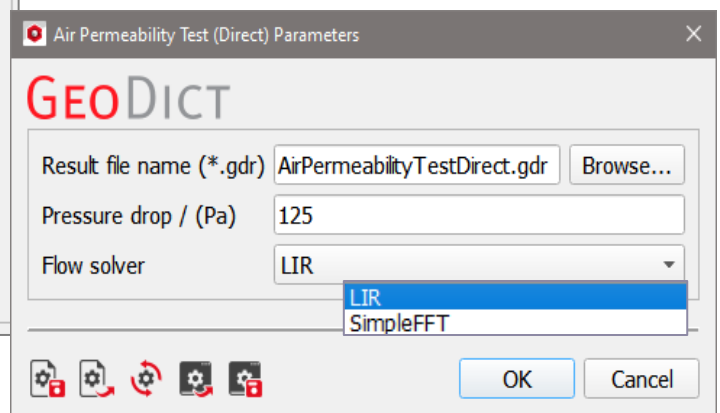 Air Permeability Test (Direct) Parameters
GEODICT
Result file name (*.gdr) AirPermeabilityTestDirect.gdr Browse...
Pressure drop / (Pa) 125
Flow solver LIR
LIR
SimpleFFT
OK Cancel